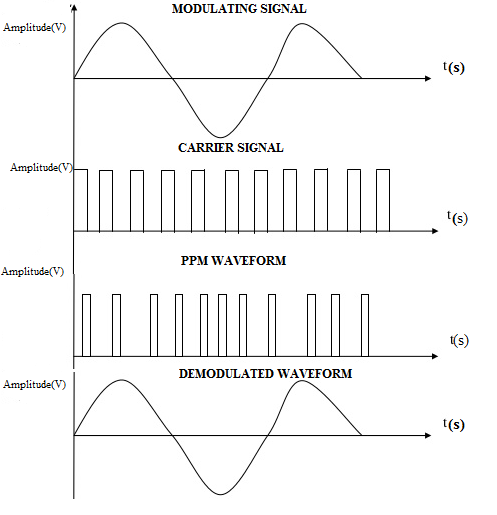 MODULATING SIGNAL
Amplitude(V)
t(s)
CARRIER SIGNAL
Amplitude(V)
t(s)
PPM WAVEFORM
Amplitude(V)
t(s)
DEMODULATED WAVEFORM
Amplitude(V)
t(s)